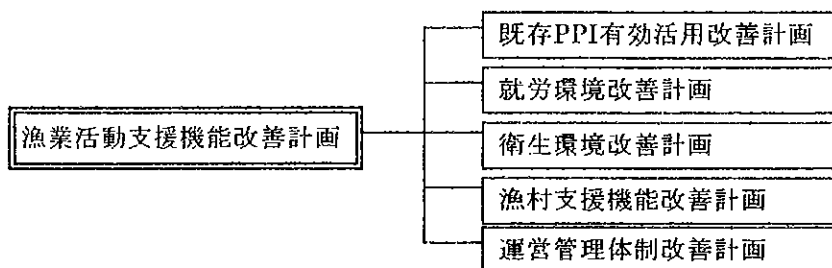 既存PPI有効活用改善計画
就労環境改善計画
漁業活動支援機能改善計画
衛生環境改善計画
漁村支援機能改善計画
運営管理体制改善計画